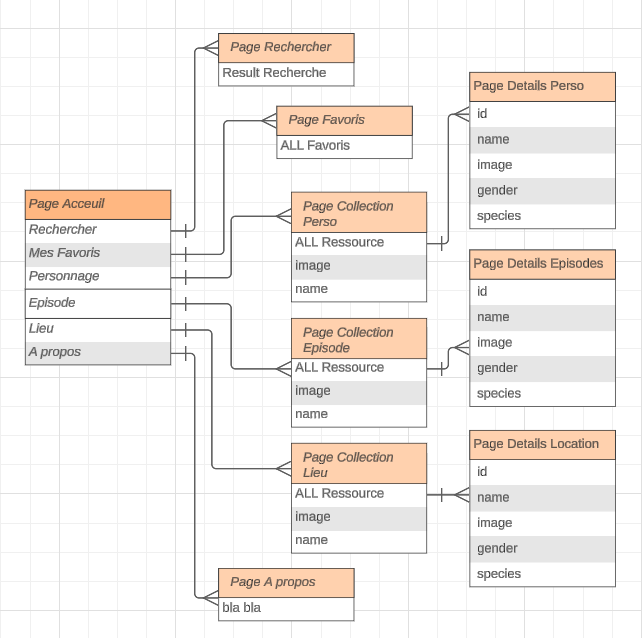 Page Rechercher
Result Recherche
Page Favoris
ALL Favoris
Page Acceuil
Rechercher
Mes Favoris
Personnage
Episode
Lieu
A propos
Page Collection
Perso
ALL Ressource
image
name
Page Collection
Episode
ALL Ressource
image
name
Page Collection
Lieu
ALL Ressource
image
name
Page A propos
bla bla
Page Details Perso
id
name
image
gender
species
Page Details Episodes
id
name
image
gender
species
Page Details Location
id
name
image
gender
species